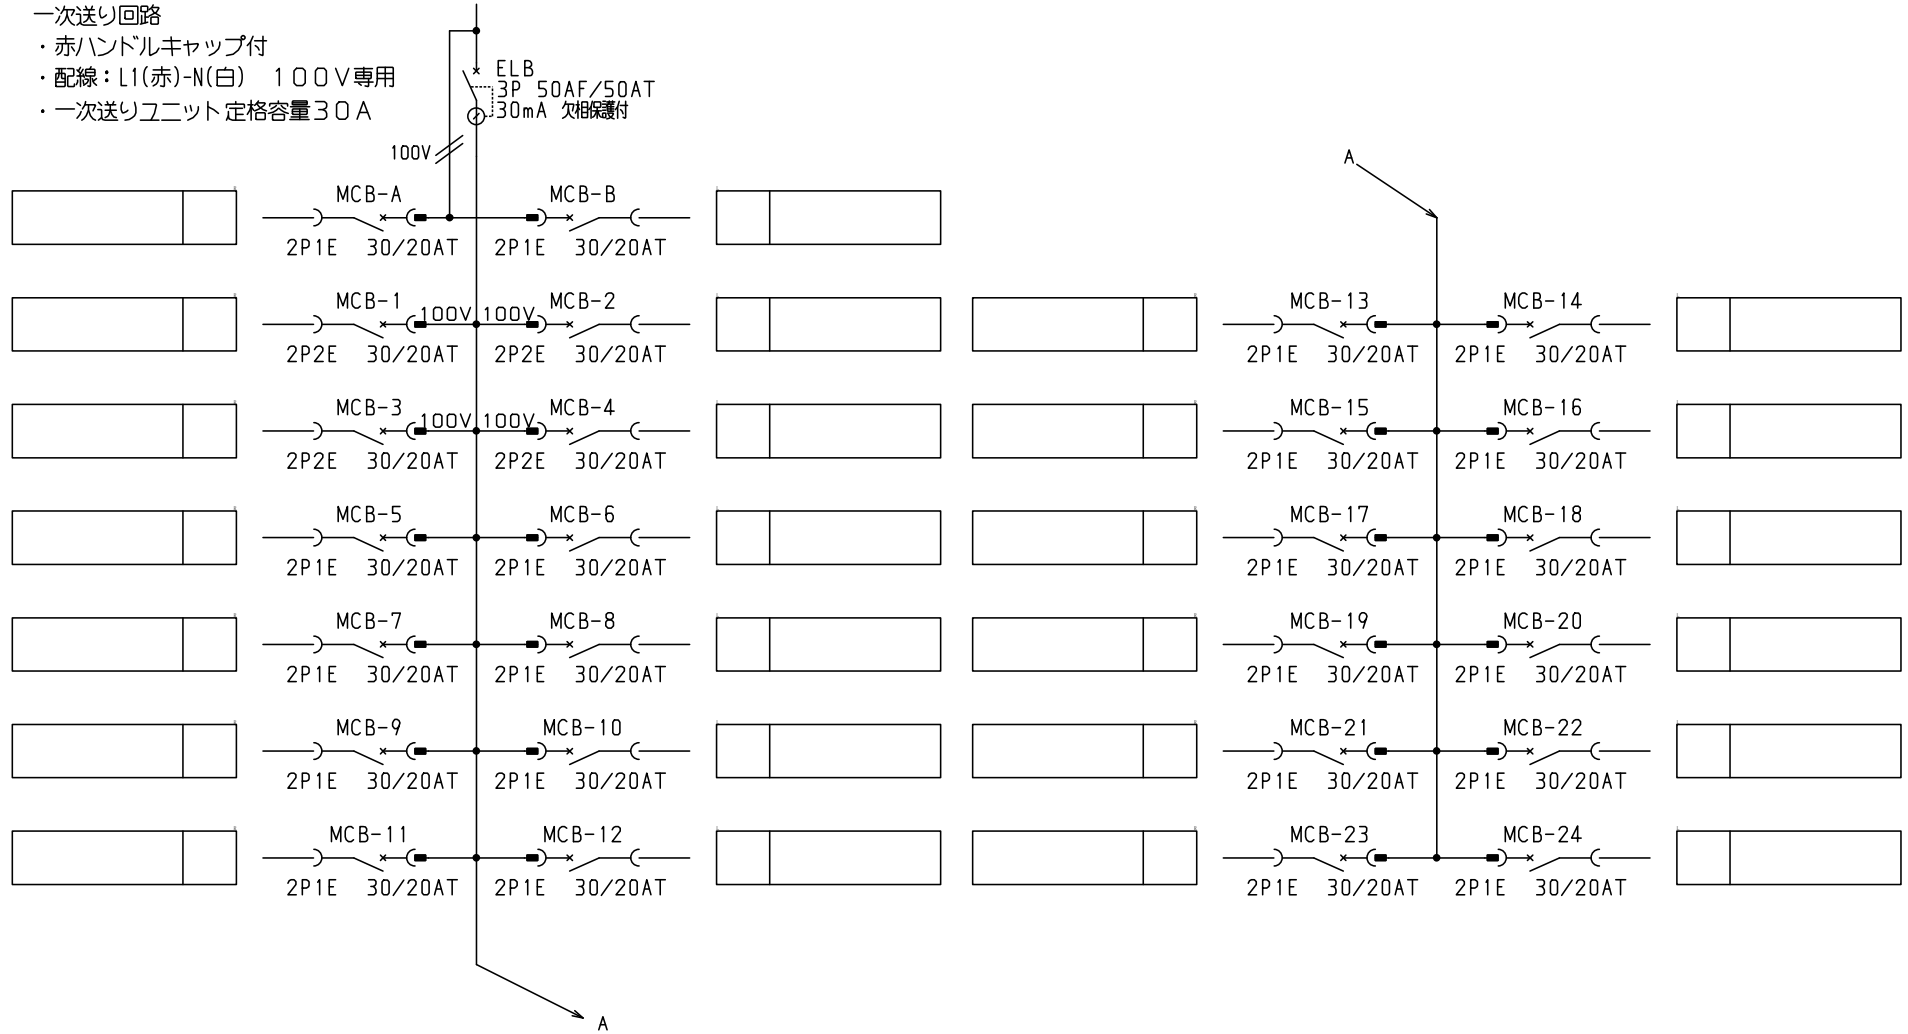 一次送り回路
・赤ハンドルキャップ付
・配線：L1(赤)-N(白)　100V専用
・一次送りユニット定格容量30A
ELB
3P 50AF/50AT
30mA 欠相保護付
100V
A
MCB-A MCB-B
2P1E 30/20AT 2P1E 30/20AT
MCB-1 100V 100V MCB-2
2P2E 30/20AT 2P2E 30/20AT
MCB-3 100V 100V MCB-4
2P2E 30/20AT 2P2E 30/20AT
MCB-5 MCB-6
2P1E 30/20AT 2P1E 30/20AT
MCB-7 MCB-8
2P1E 30/20AT 2P1E 30/20AT
MCB-9 MCB-10
2P1E 30/20AT 2P1E 30/20AT
MCB-11 MCB-12
2P1E 30/20AT 2P1E 30/20AT
A
MCB-13 MCB-14
2P1E 30/20AT 2P1E 30/20AT
MCB-15 MCB-16
2P1E 30/20AT 2P1E 30/20AT
MCB-17 MCB-18
2P1E 30/20AT 2P1E 30/20AT
MCB-19 MCB-20
2P1E 30/20AT 2P1E 30/20AT
MCB-21 MCB-22
2P1E 30/20AT 2P1E 30/20AT
MCB-23 MCB-24
2P1E 30/20AT 2P1E 30/20AT